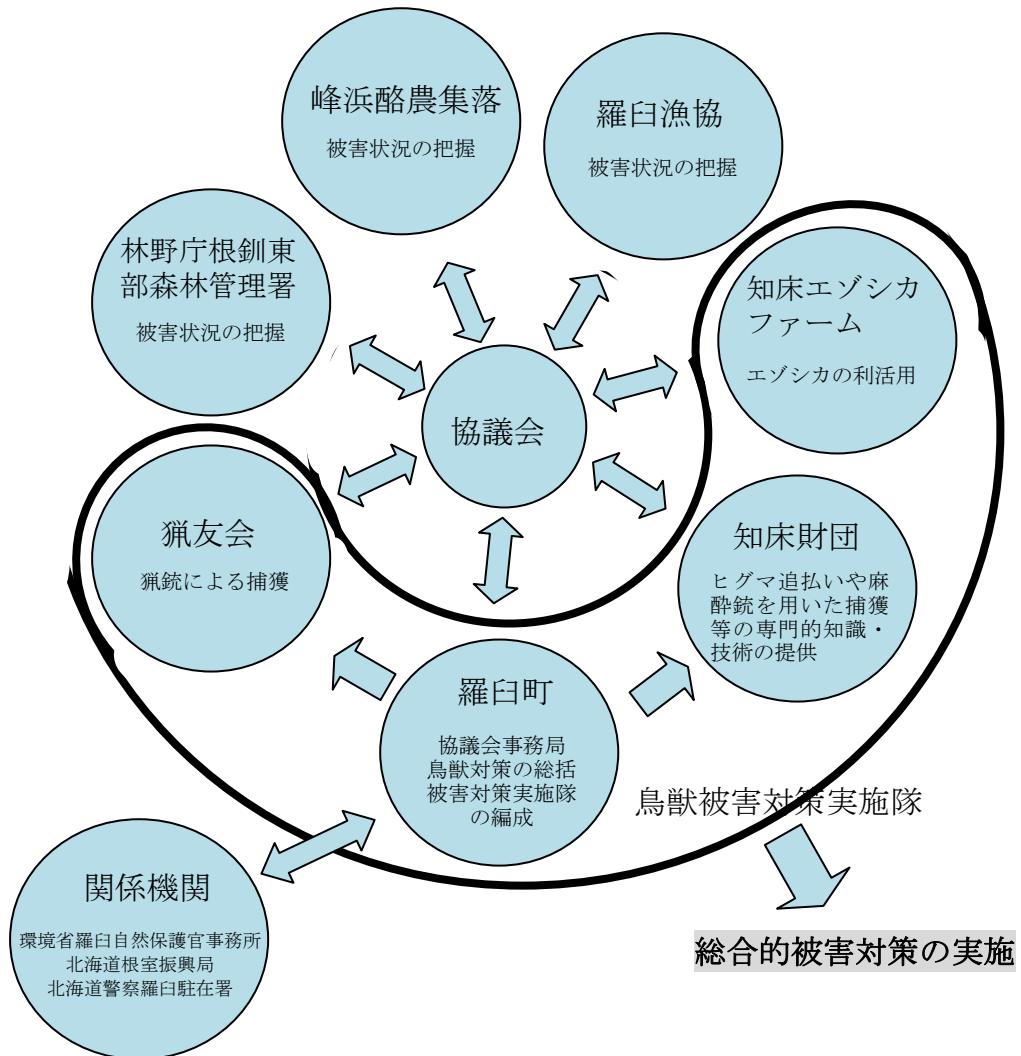 峰浜酪農集落
被害状況の把握
羅臼漁協
被害状況の把握
林野庁根釧東
部森林管理署
被害状況の把握
知床エゾシカ
ファーム
エゾシカの利活用
協議会
猟友会
猟銃による捕獲
知床財団
ヒグマ追払いや麻
酔銃を用いた捕獲
等の専門的知識・
技術の提供
羅臼町
協議会事務局
鳥獣対策の総括
被害対策実施隊
の編成
鳥獣被害対策実施隊
関係機関
環境省羅臼自然保護官事務所
北海道根室振興局
北海道警察羅臼駐在署
総合的被害対策の実施